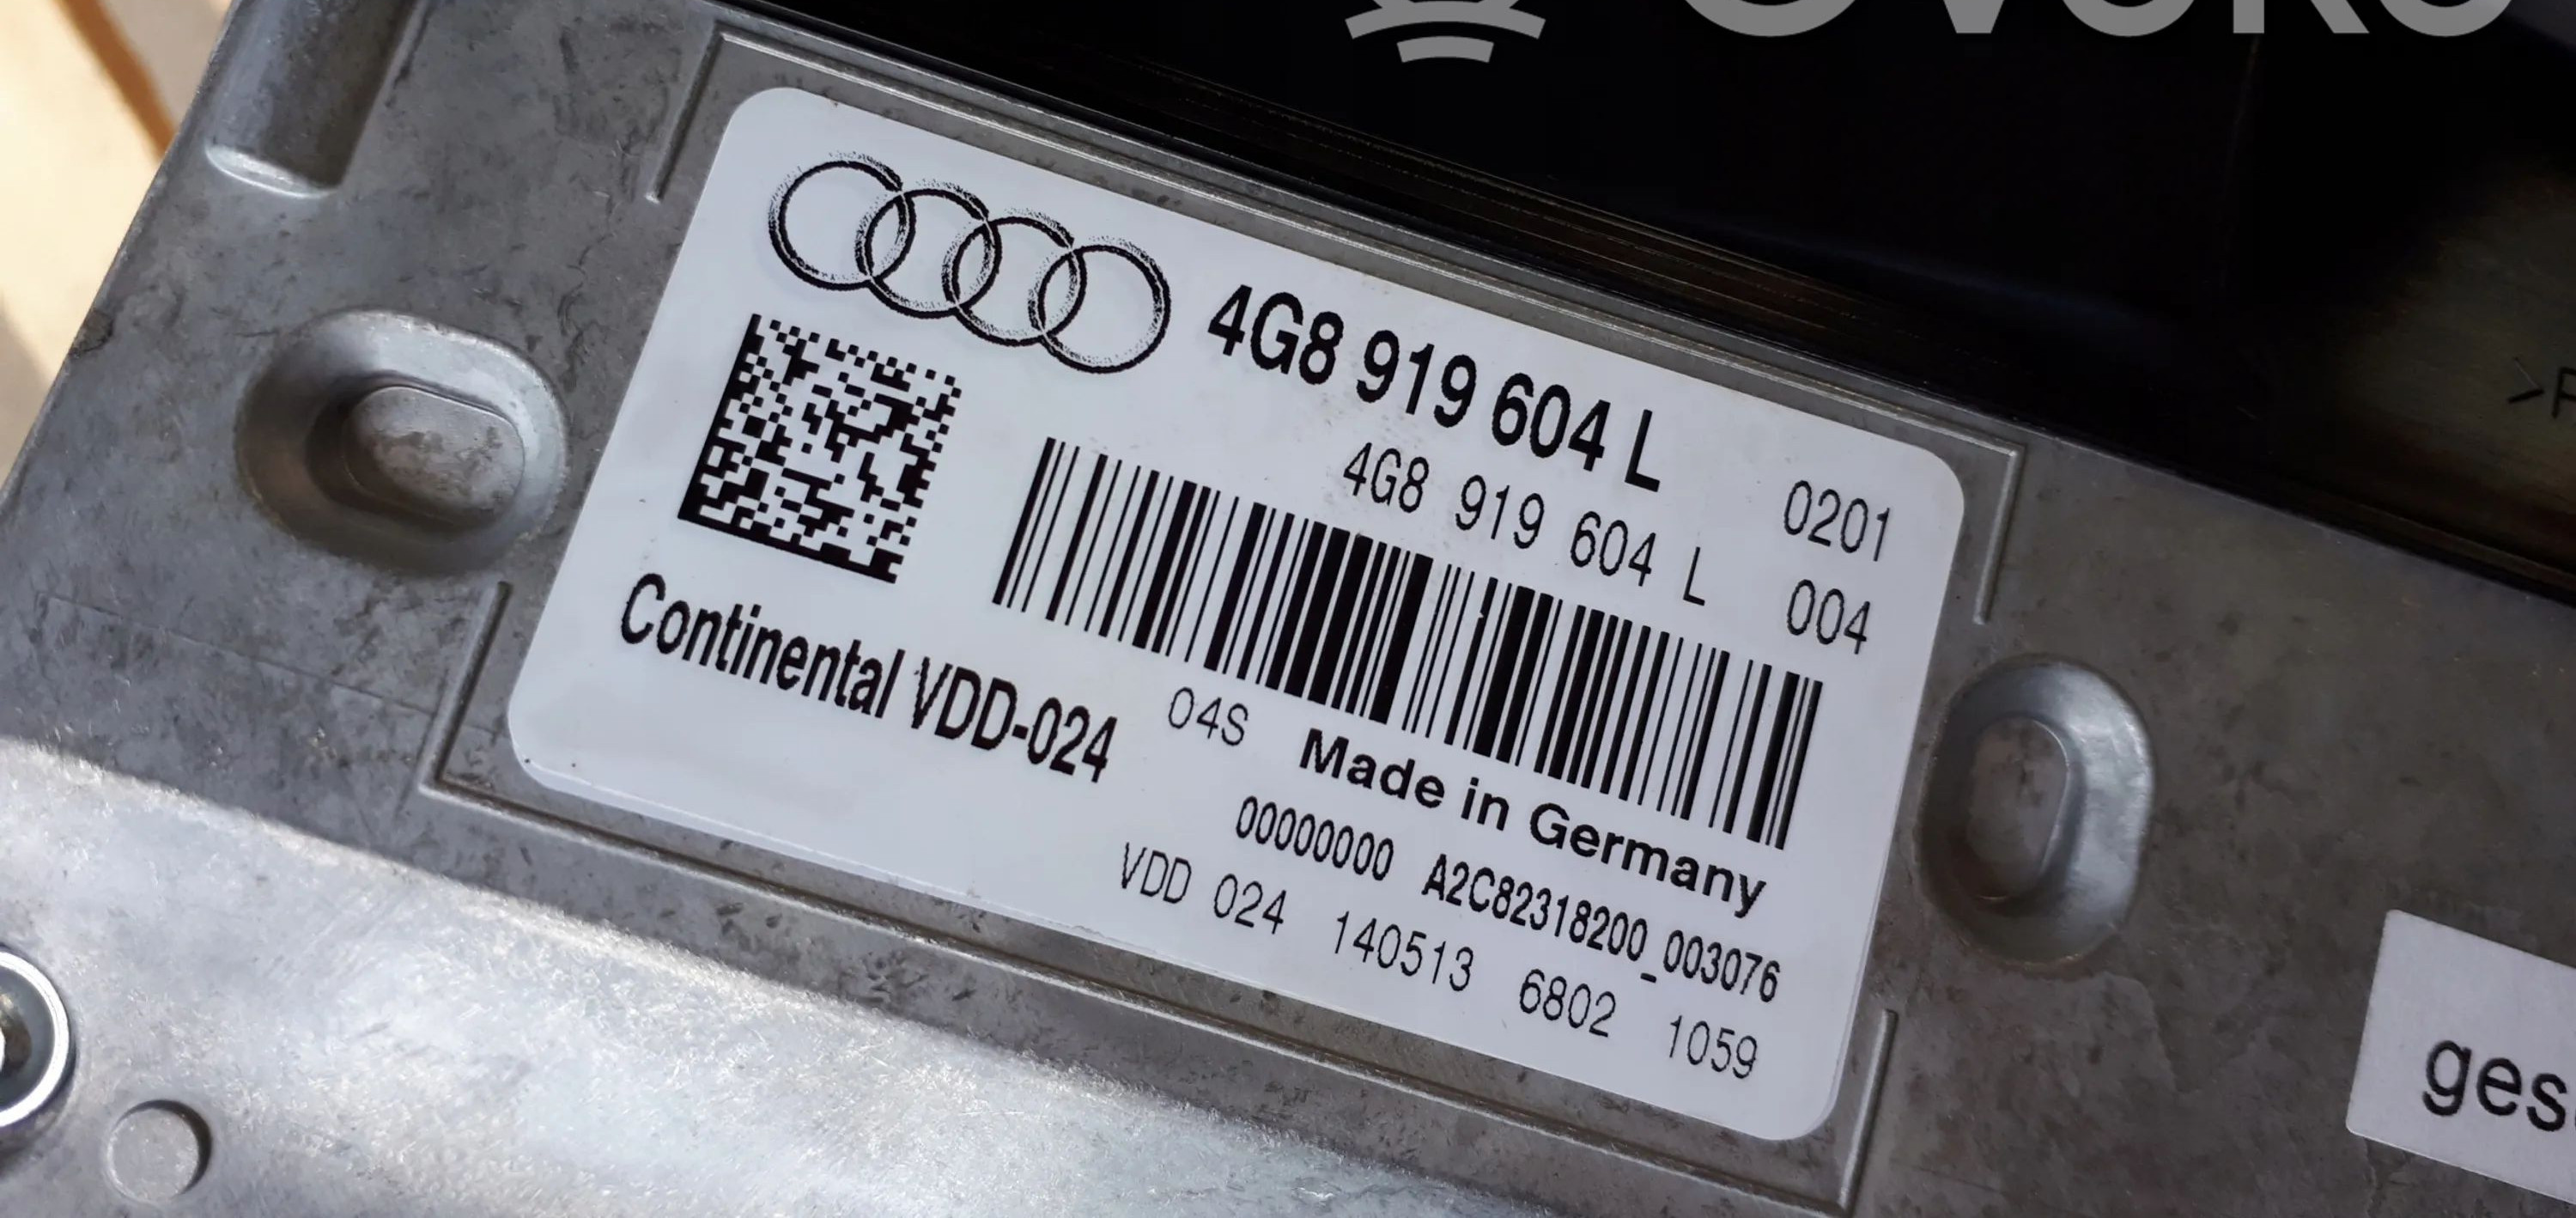 4G8 919 604 L
0201
4G8 919 604 L
004
Continental VDD-024
04S
Made in Germany
00000000 A2C82318200_003076
VDD 024 140513 6802 1059